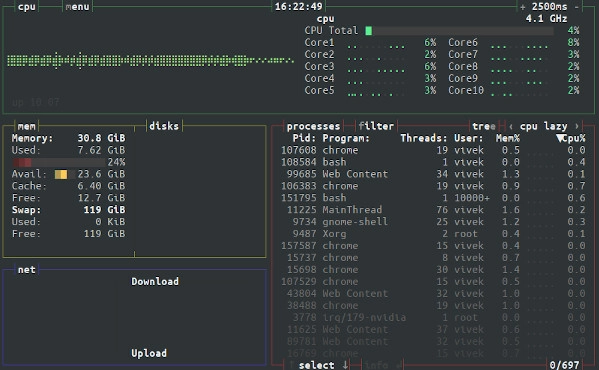 cpu menu 16:22:49 + 2500ms -
cpu 4.1 GHz
CPU Total 4%
Core1 6% Core6 8%
Core2 2% Core7 3%
Core3 6% Core8 2%
Core4 3% Core9 2%
Core5 3% Core10 2%
up 10:07
mem disks
Memory: 30.8 GiB
Used: 7.62 GiB
24%
Avail: 23.6 GiB
Cache: 6.40 GiB
Free: 12.7 GiB
Swap: 119 GiB
Used: 0 KiB
Free: 119 GiB
net
Download
Upload
processes filter tree ‹ cpu lazy ›
Pid: Program: Threads: User: Mem% ▼Cpu%
107608 chrome 19 vivek 0.5 0.0
108584 bash 1 vivek 0.0 0.4
99685 Web Content 34 vivek 1.3 0.1
106383 chrome 19 vivek 0.9 0.7
151795 bash 1 10000+ 0.0 0.6
11225 MainThread 76 vivek 1.6 0.2
9734 gnome-shell 25 vivek 1.2 0.3
9487 Xorg 2 root 0.4 0.1
157587 chrome 15 vivek 0.4 0.0
15737 chrome 8 vivek 0.7 0.0
15698 chrome 30 vivek 1.4 0.0
107529 chrome 15 vivek 0.5 0.0
43804 Web Content 32 vivek 1.0 0.0
38488 chrome 19 vivek 1.0 0.0
3778 irq/179-nvidia 1 root 0.0 0.0
11625 Web Content 37 vivek 0.6 0.0
Web Content 32 vivek 0.5 0.0
chrome 15 vivek 0.7 0.0
↑ select ↓ info 0/697